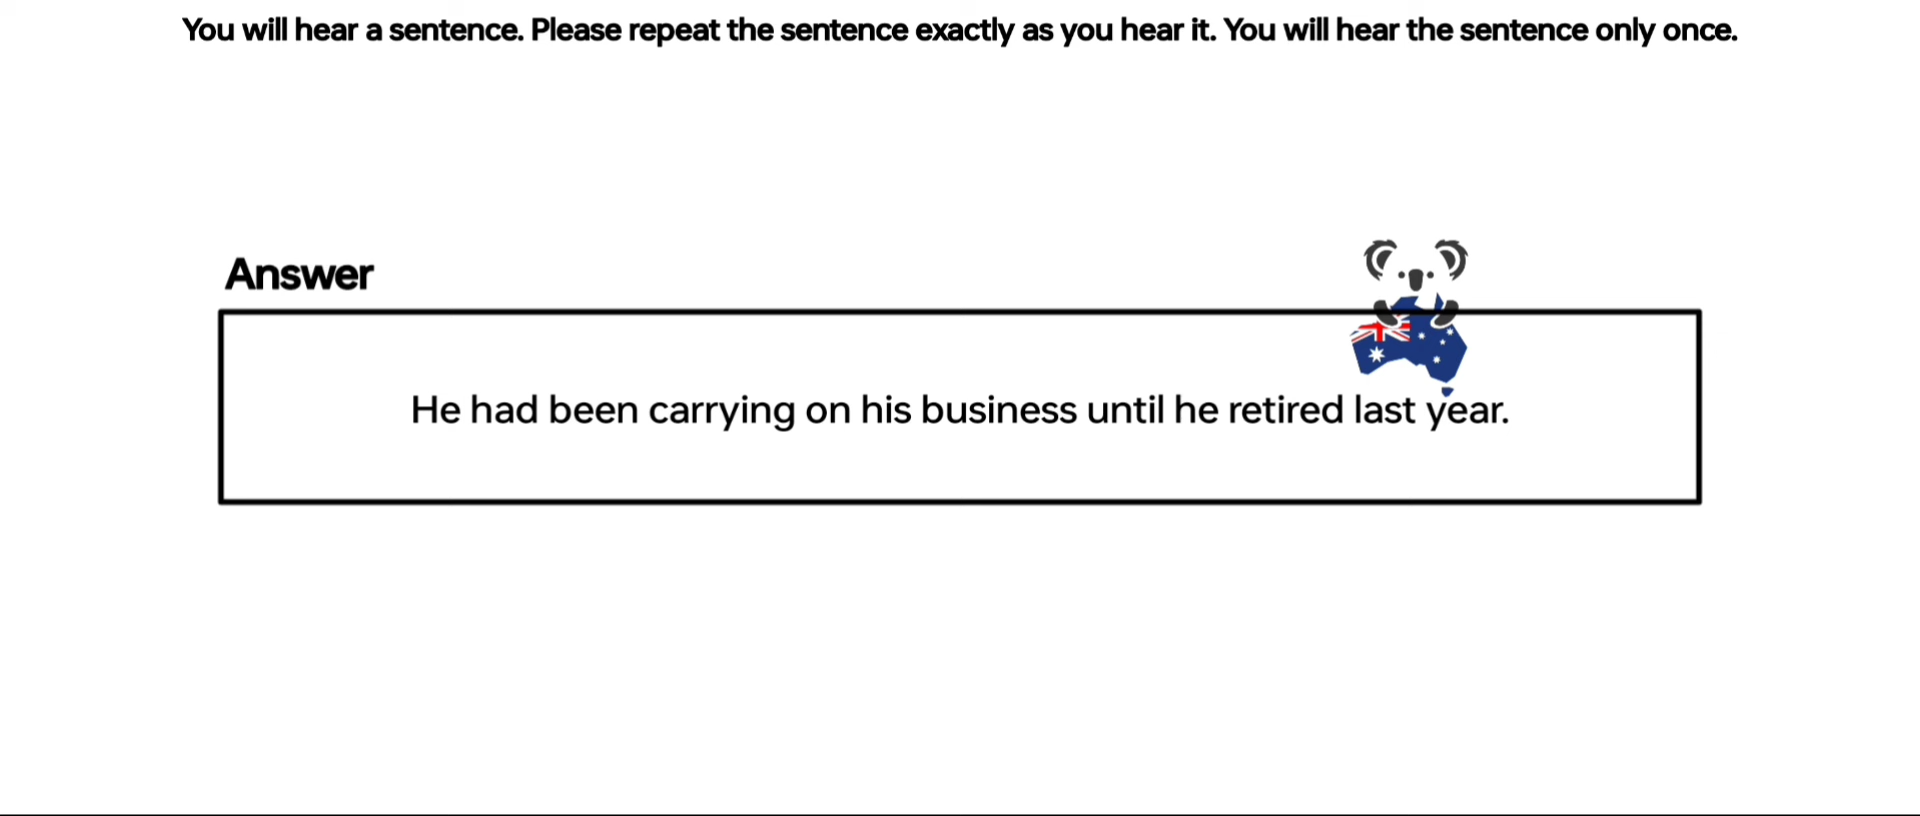 You will hear a sentence. Please repeat the sentence exactly as you hear it. You will hear the sentence only once.
Answer
He had been carrying on his business until he retired last year.